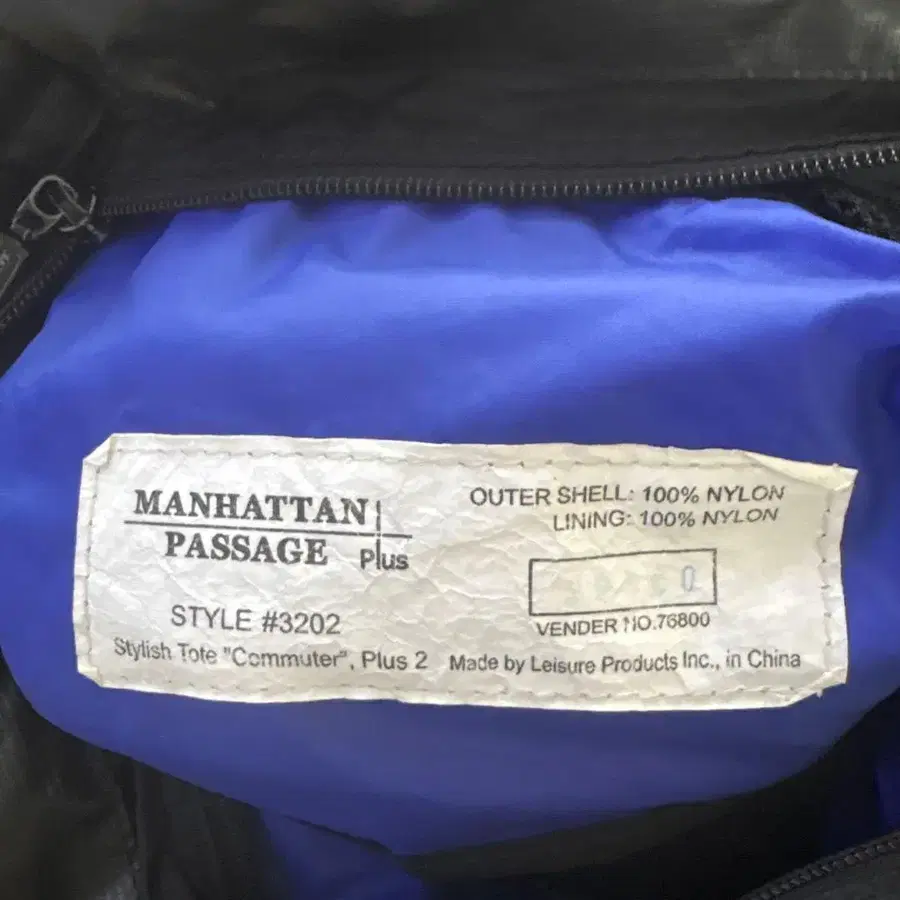 MANHATTAN
PASSAGE Plus
STYLE #3202
Stylish Tote "Commuter", Plus 2
OUTER SHELL: 100% NYLON
LINING: 100% NYLON
0
VENDER NO.76800
Made by Leisure Products Inc., in China